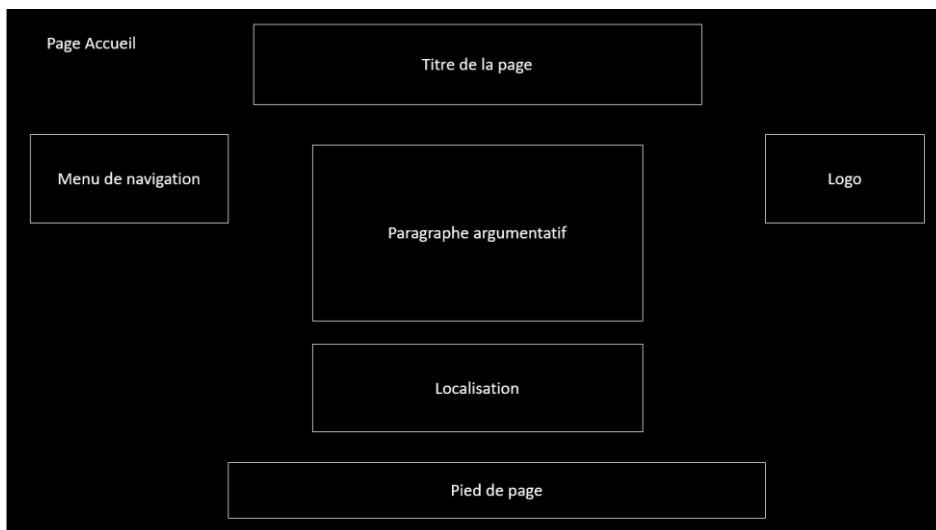 Page Accueil
Titre de la page
Menu de navigation
Logo
Paragraphe argumentatif
Localisation
Pied de page